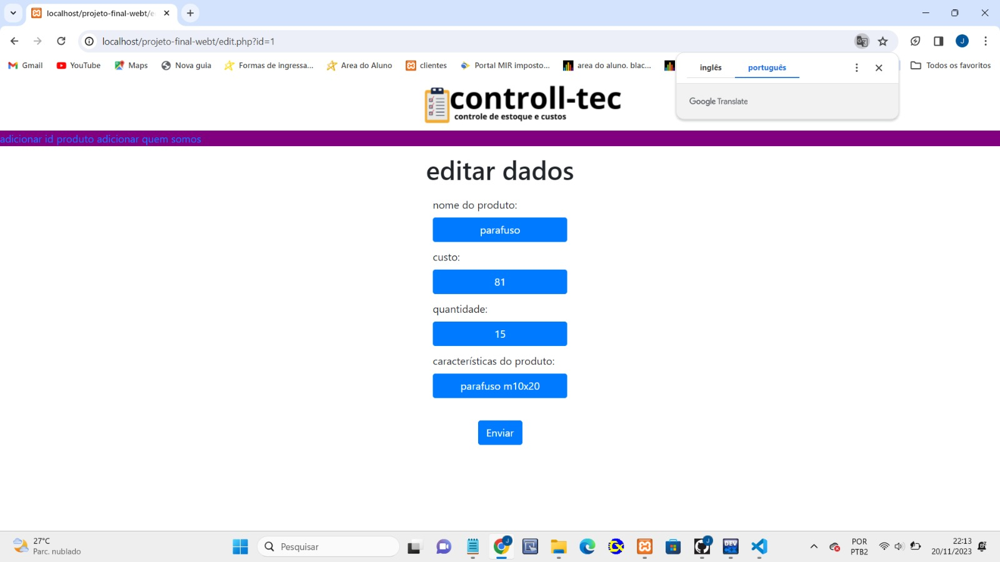 localhost/projeto-final-webt/e
localhost/projeto-final-webt/edit.php?id=1
J
Gmail YouTube Maps Nova guia Formas de ingressa... Area do Aluno clientes Portal MIR imposto... area do aluno. blac... Todos os favoritos
inglês português
Google Translate
controll-tec
controle de estoque e custos
adicionar id produto adicionar quem somos
editar dados
nome do produto:
parafuso
custo:
81
quantidade:
15
características do produto:
parafuso m10x20
Enviar
27°C
Parc. nublado
Pesquisar
J
J
DEV
POR
PTB2
22:13
20/11/2023